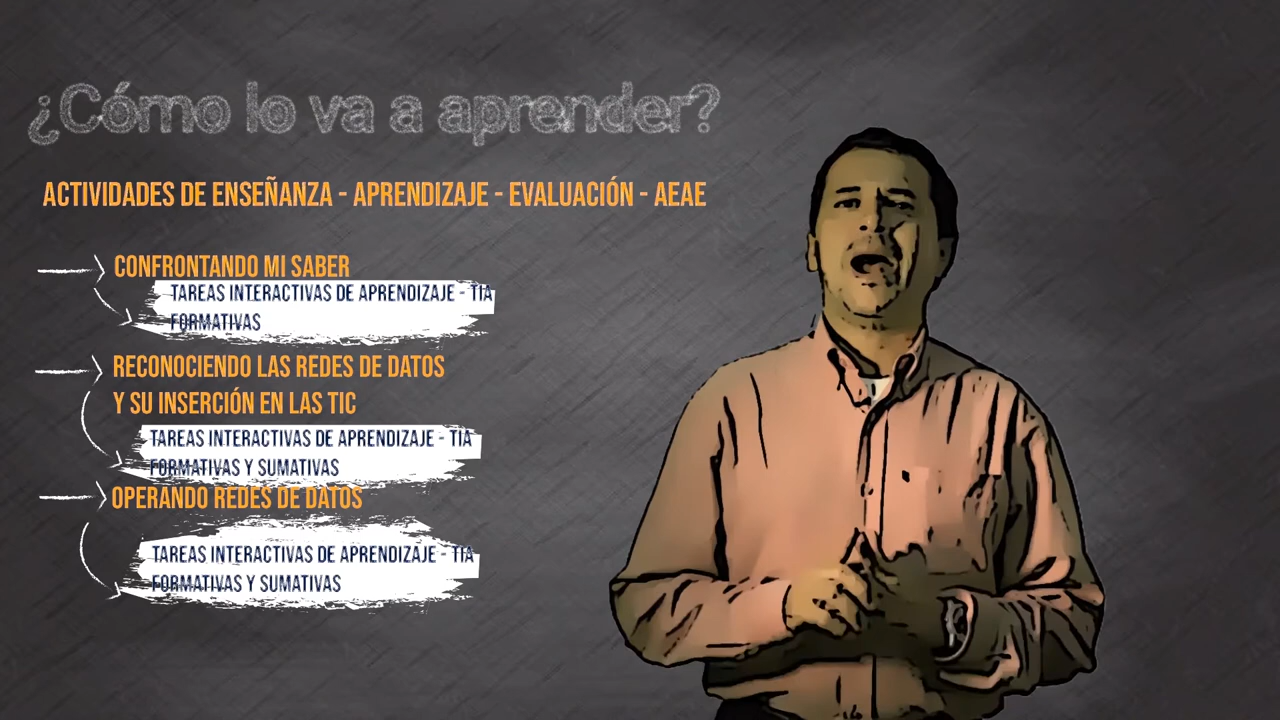 ¿Cómo lo va a aprender?
ACTIVIDADES DE ENSEÑANZA - APRENDIZAJE - EVALUACIÓN - AEAE
CONFRONTANDO MI SABER
TAREAS INTERACTIVAS DE APRENDIZAJE - TIA
FORMATIVAS
RECONOCIENDO LAS REDES DE DATOS
Y SU INSERCIÓN EN LAS TIC
TAREAS INTERACTIVAS DE APRENDIZAJE - TIA
FORMATIVAS Y SUMATIVAS
OPERANDO REDES DE DATOS
TAREAS INTERACTIVAS DE APRENDIZAJE - TIA
FORMATIVAS Y SUMATIVAS